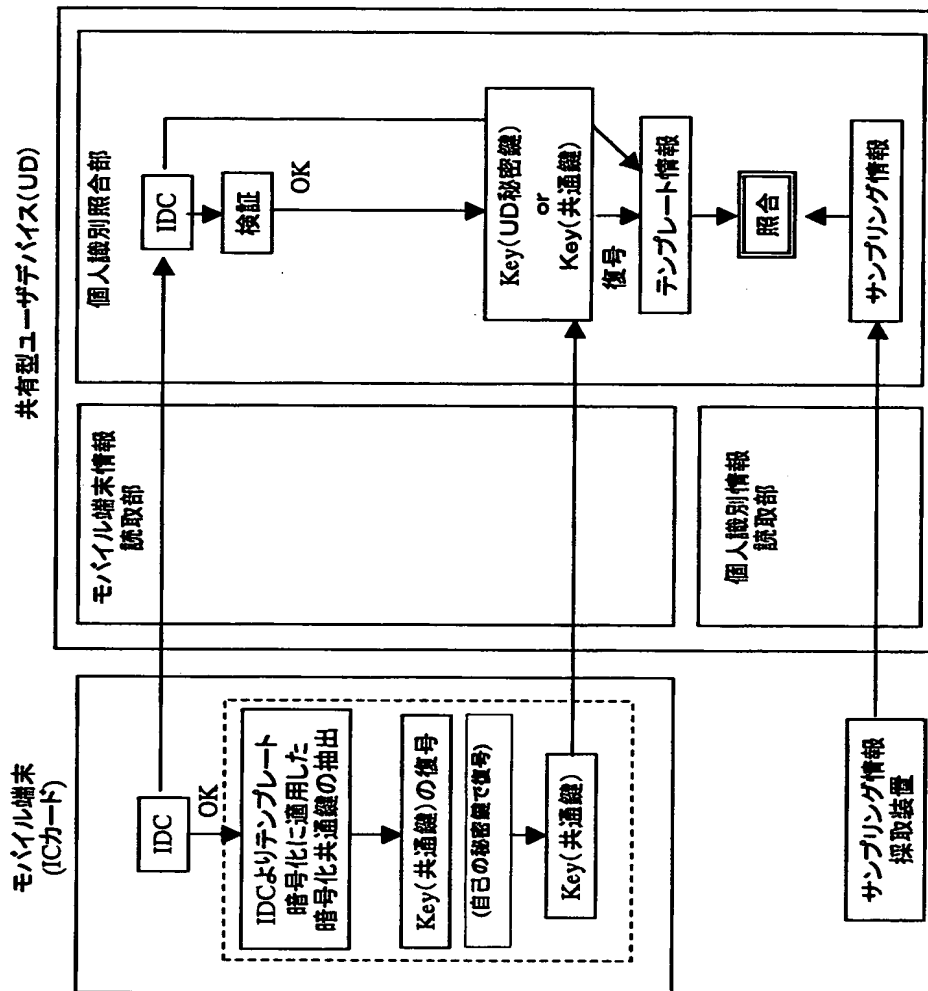 共有型ユーザデバイス(UD)
モバイル端末
(ICカード)
IDC
OK
IDCよりテンプレート
暗号化に適用した
暗号化共通鍵の抽出
Key(共通鍵)の復号
(自己の秘密鍵で復号)
Key(共通鍵)
サンプリング情報
採取装置
モバイル端末情報
読取部
個人識別情報
読取部
個人識別照合部
IDC
検証
OK
Key(UD秘密鍵)
or
Key(共通鍵)
復号
テンプレート情報
照合
サンプリング情報